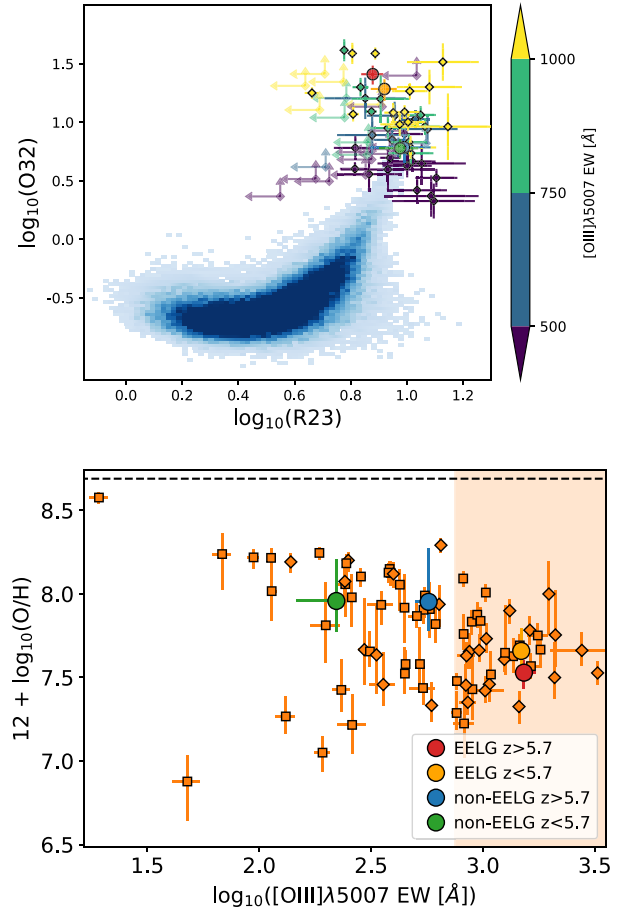 1.5
1.0
0.5
0.0
-0.5
log₁₀(O32)
0.0 0.2 0.4 0.6 0.8 1.0 1.2
log₁₀(R23)
1000
750
500
[OIII]λ5007 EW [Å]
8.5
8.0
7.5
7.0
6.5
12 + log₁₀(O/H)
EELG z>5.7
EELG z<5.7
non-EELG z>5.7
non-EELG z<5.7
1.5 2.0 2.5 3.0 3.5
log₁₀([OIII]λ5007 EW [Å])